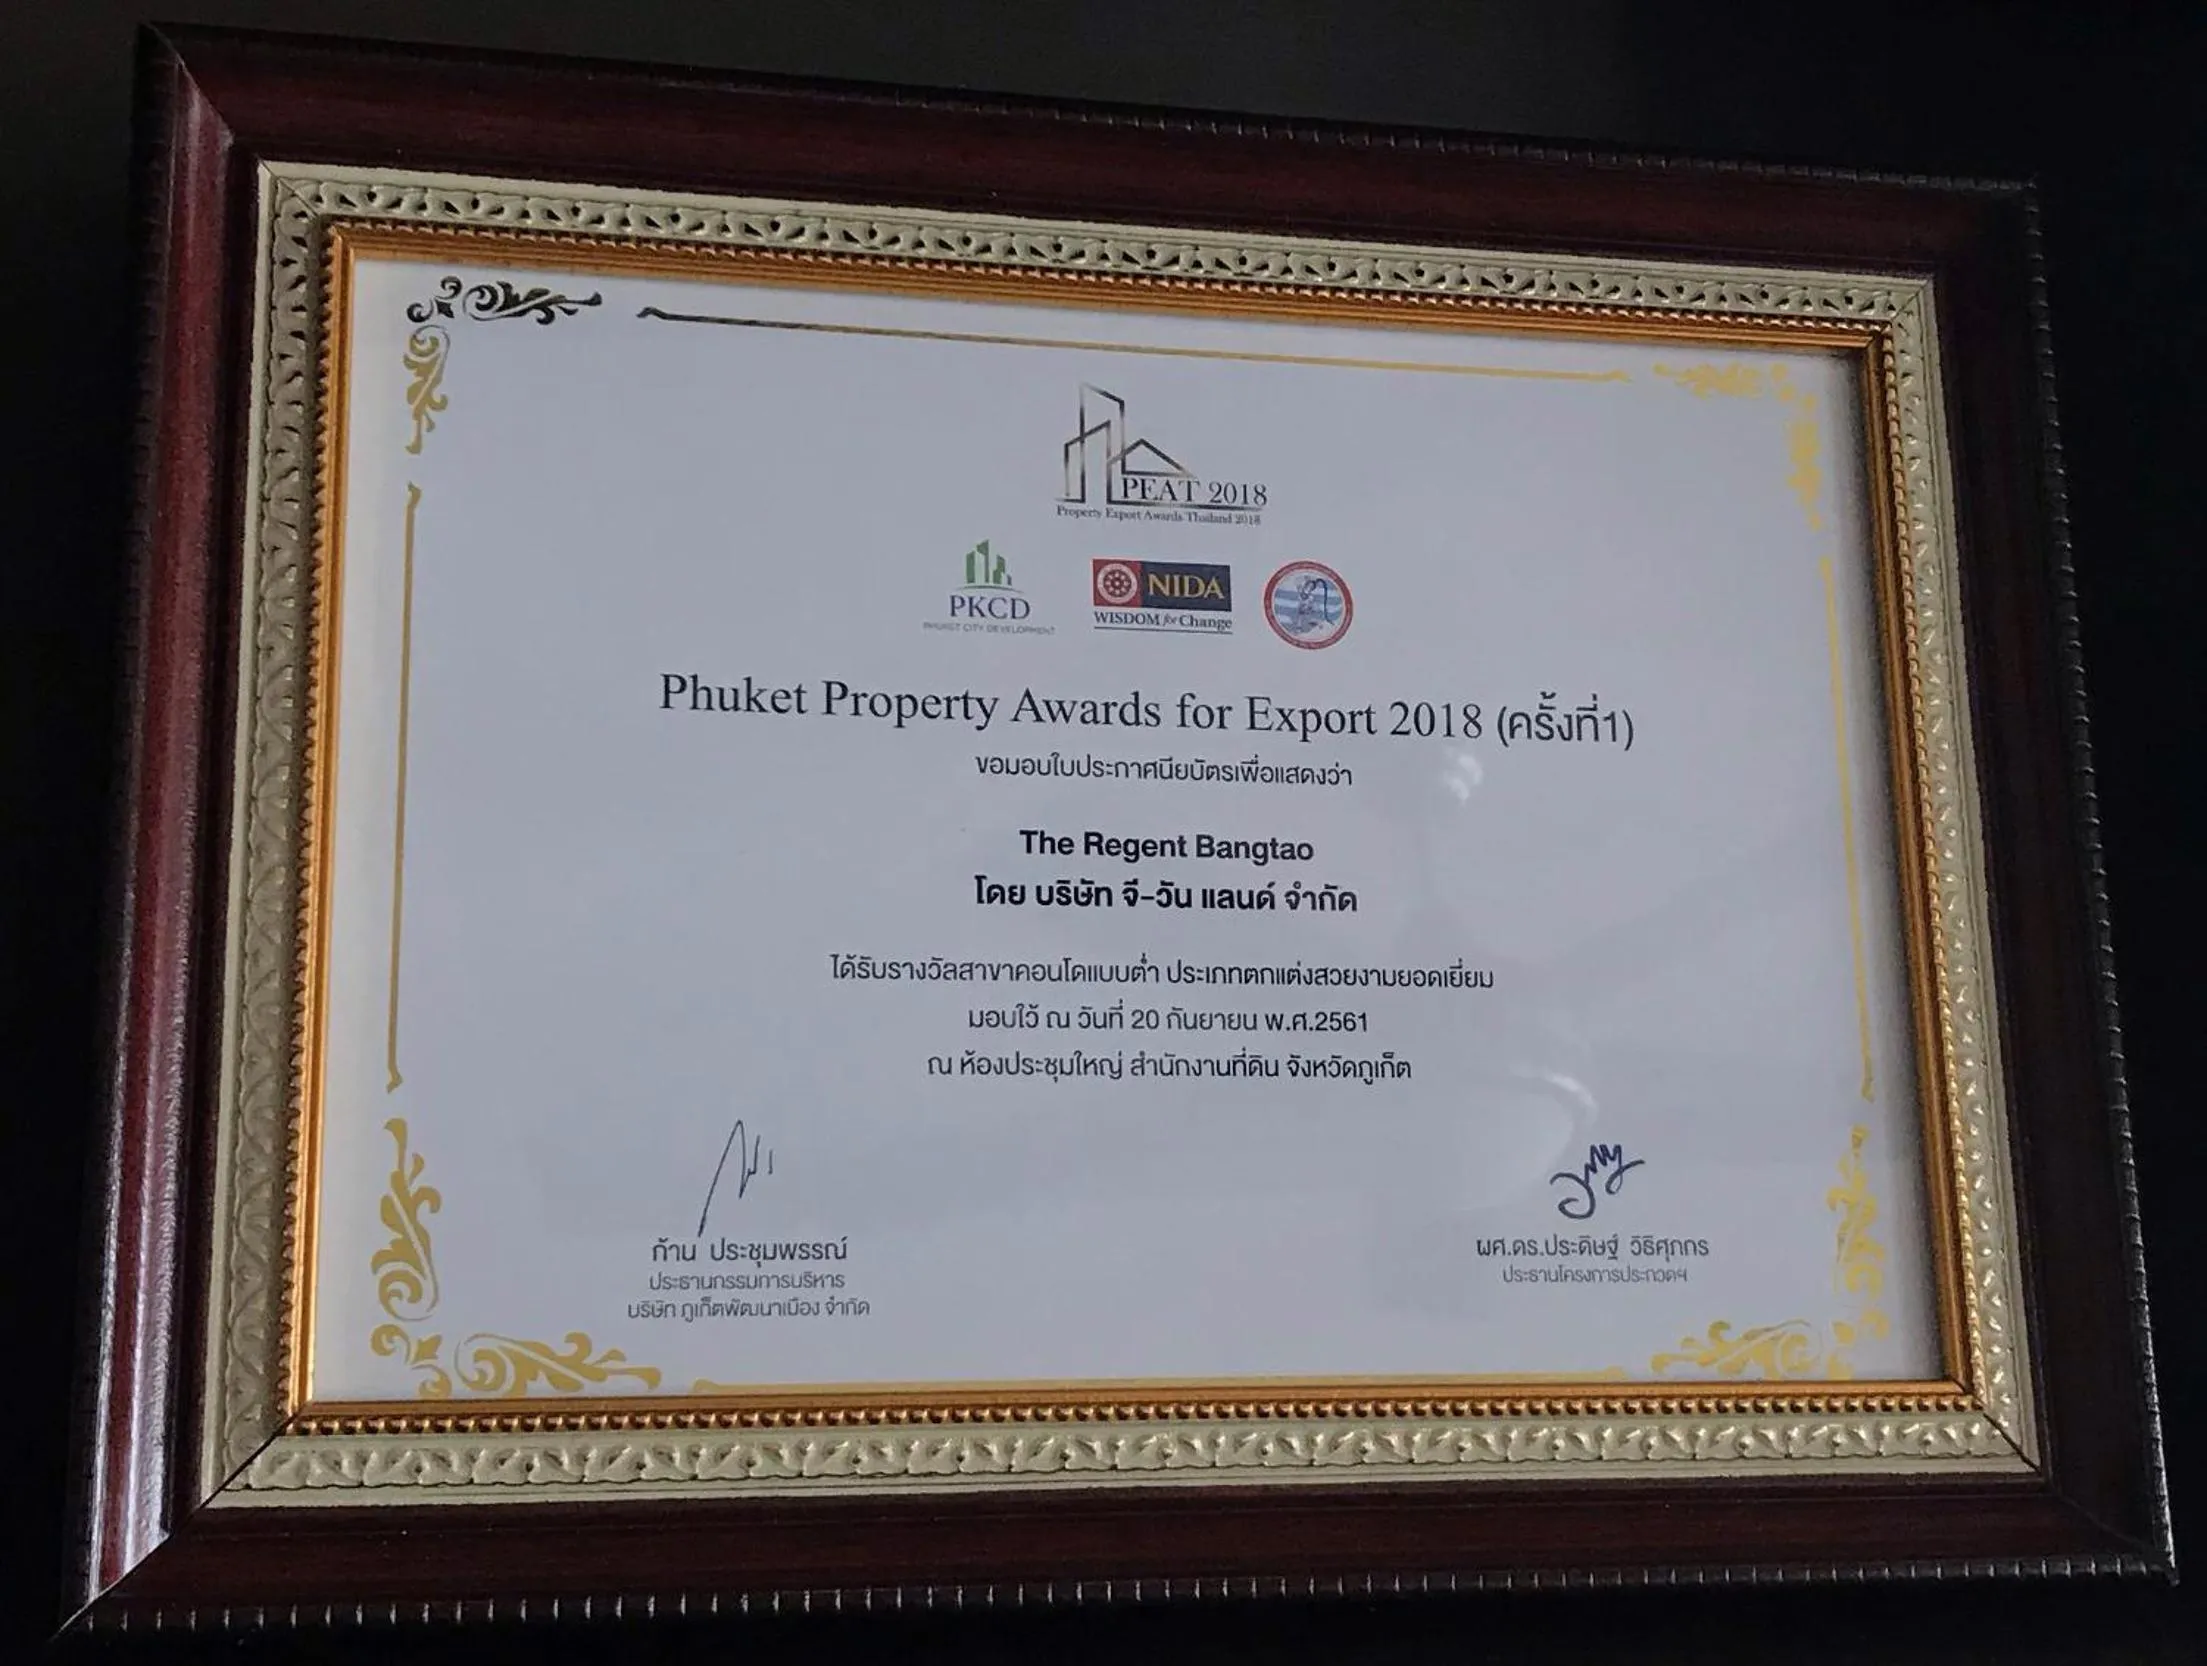 PEAT 2018
Property Export Awards Thailand 2018
PKCD
PHUKET CITY DEVELOPMENT
NIDA
WISDOM for Change
Phuket Property Awards for Export 2018 (ครั้งที่1)
ขอมอบใบประกาศนียบัตรเพื่อแสดงว่า
The Regent Bangtao
โดย บริษัท จี-วัน แลนด์ จำกัด
ได้รับรางวัลสาขาคอนโดแบบต่ำ ประเภทตกแต่งสวยงามยอดเยี่ยม
มอบไว้ ณ วันที่ 20 กันยายน พ.ศ.2561
ณ ห้องประชุมใหญ่ สำนักงานที่ดิน จังหวัดภูเก็ต
ก้าน ประชุมพรรณ์
ประธานกรรมการบริหาร
บริษัท ภูเก็ตพัฒนาเมือง จำกัด
ผศ.ดร.ประดิษฐ์ วิธิศุภกร
ประธานโครงการประกวดฯ